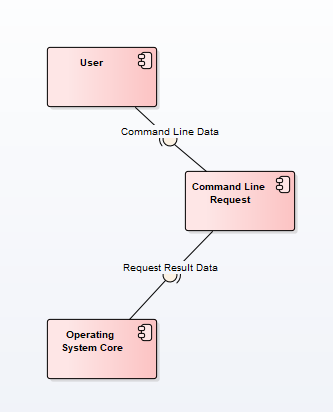 User
Command Line Data
Command Line
Request
Request Result Data
Operating
System Core